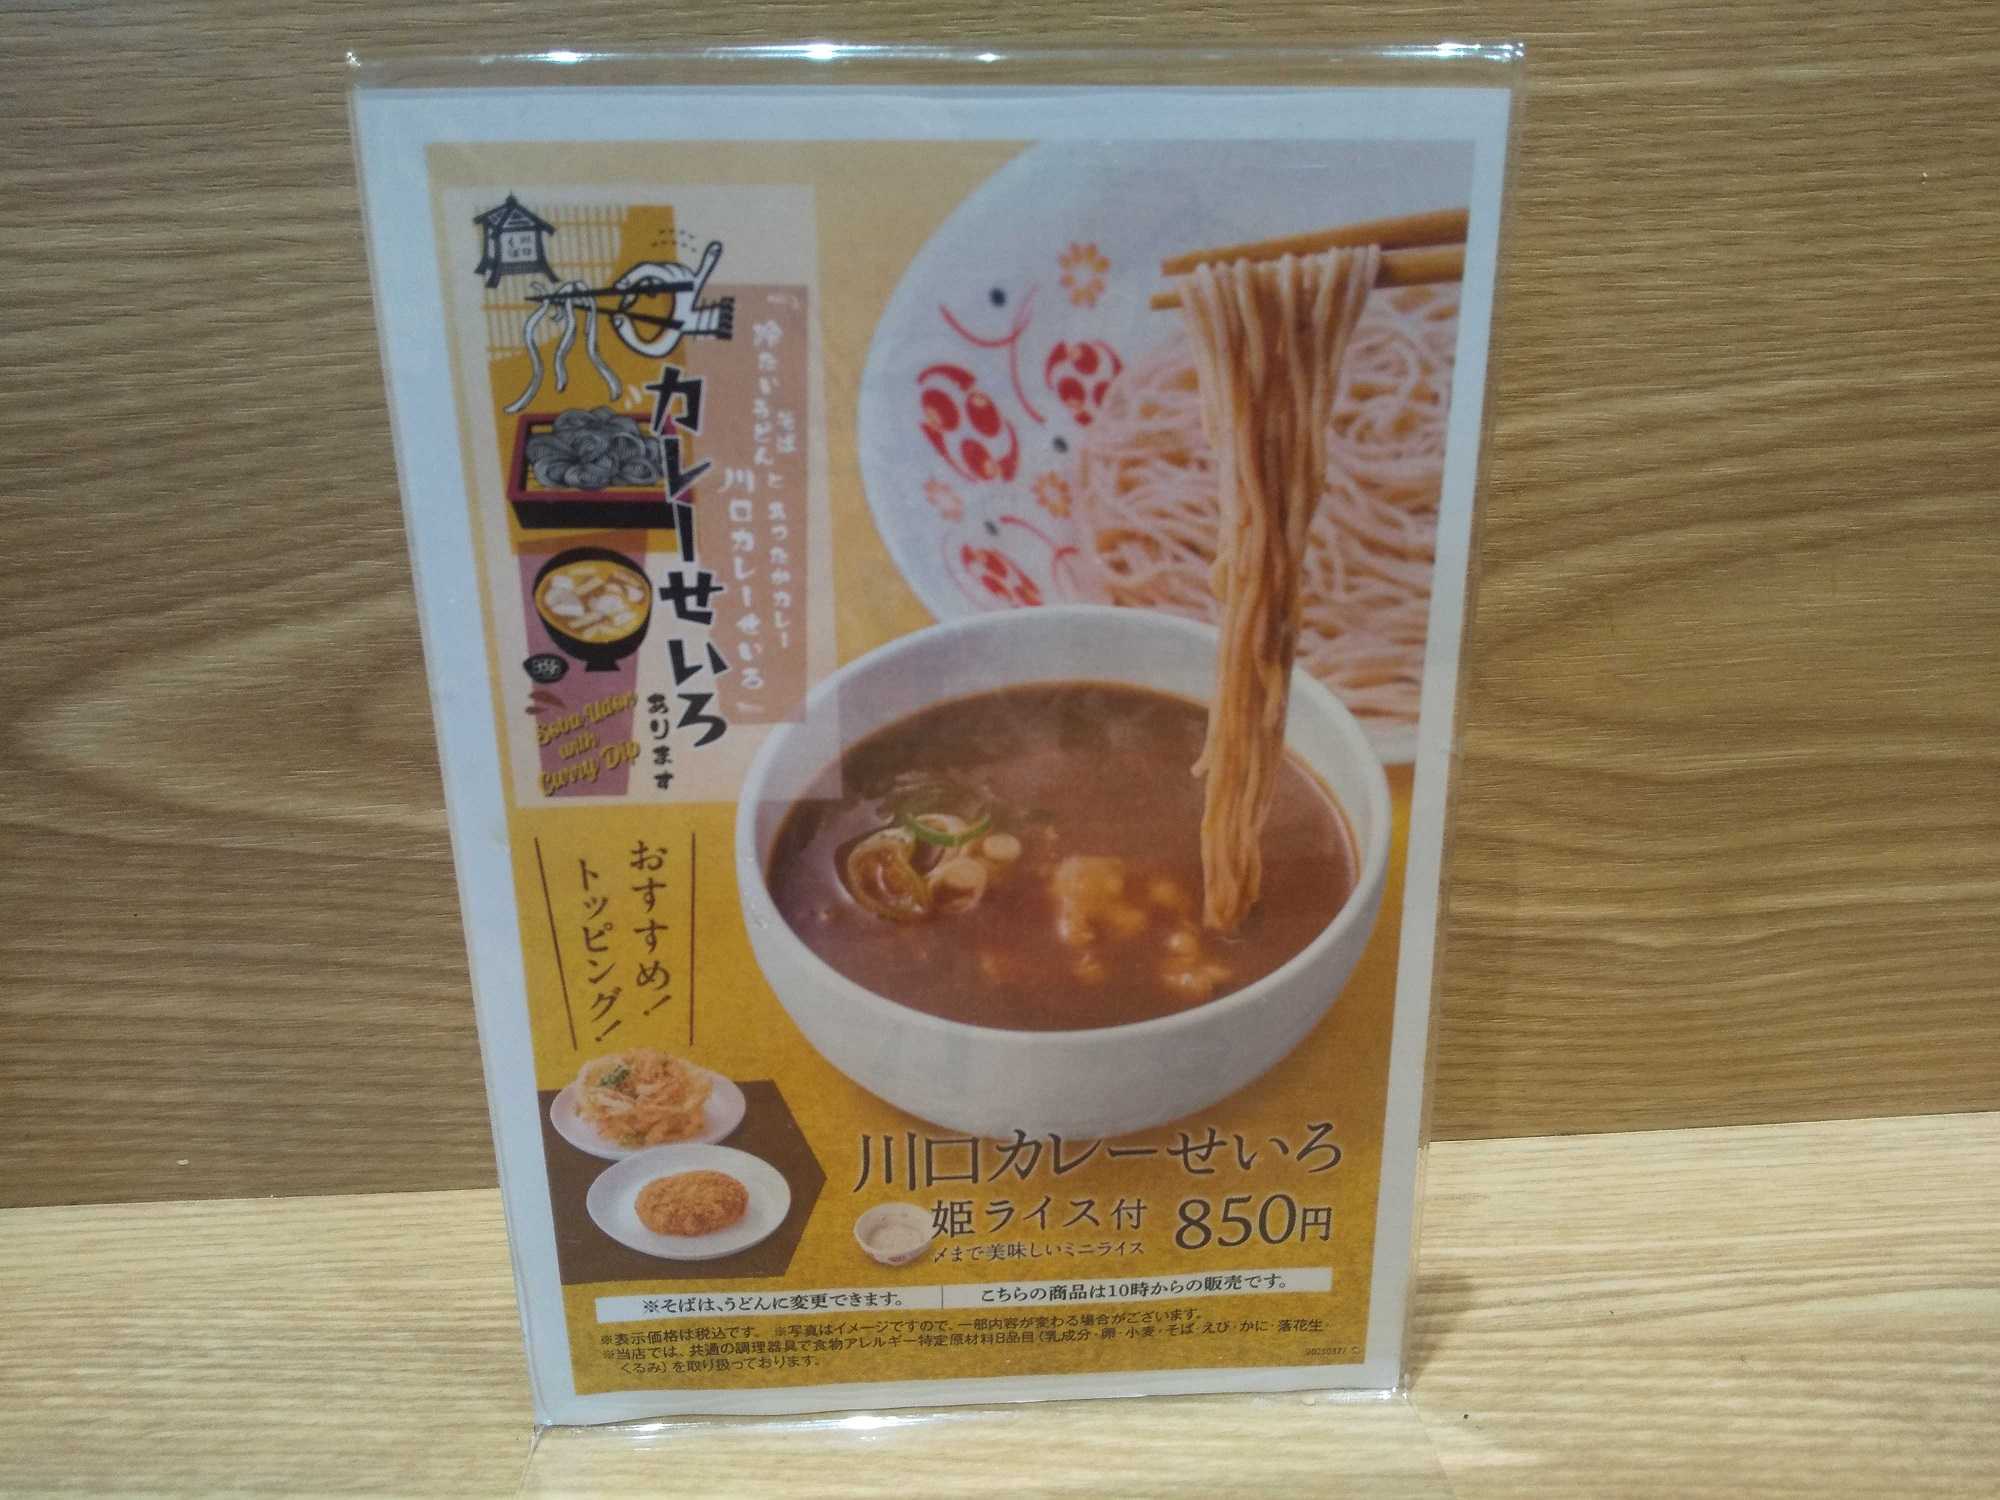 川口
くば
カレーせいろ
あります
「冷たいうどん そば と あったかカレー
川口カレーせいろ」
Soba・Udon
with
Curry Dip
おすすめ！
トッピング！
川口カレーせいろ
姫ライス付 850円
〆まで美味しいミニライス
※そばは、うどんに変更できます。 こちらの商品は10時からの販売です。
※表示価格は税込です。 ※写真はイメージですので、一部内容が変わる場合がございます。
※当店では、共通の調理器具で食物アレルギー特定原材料8品目（乳成分・卵・小麦・そば・えび・かに・落花生・
くるみ）を取り扱っております。